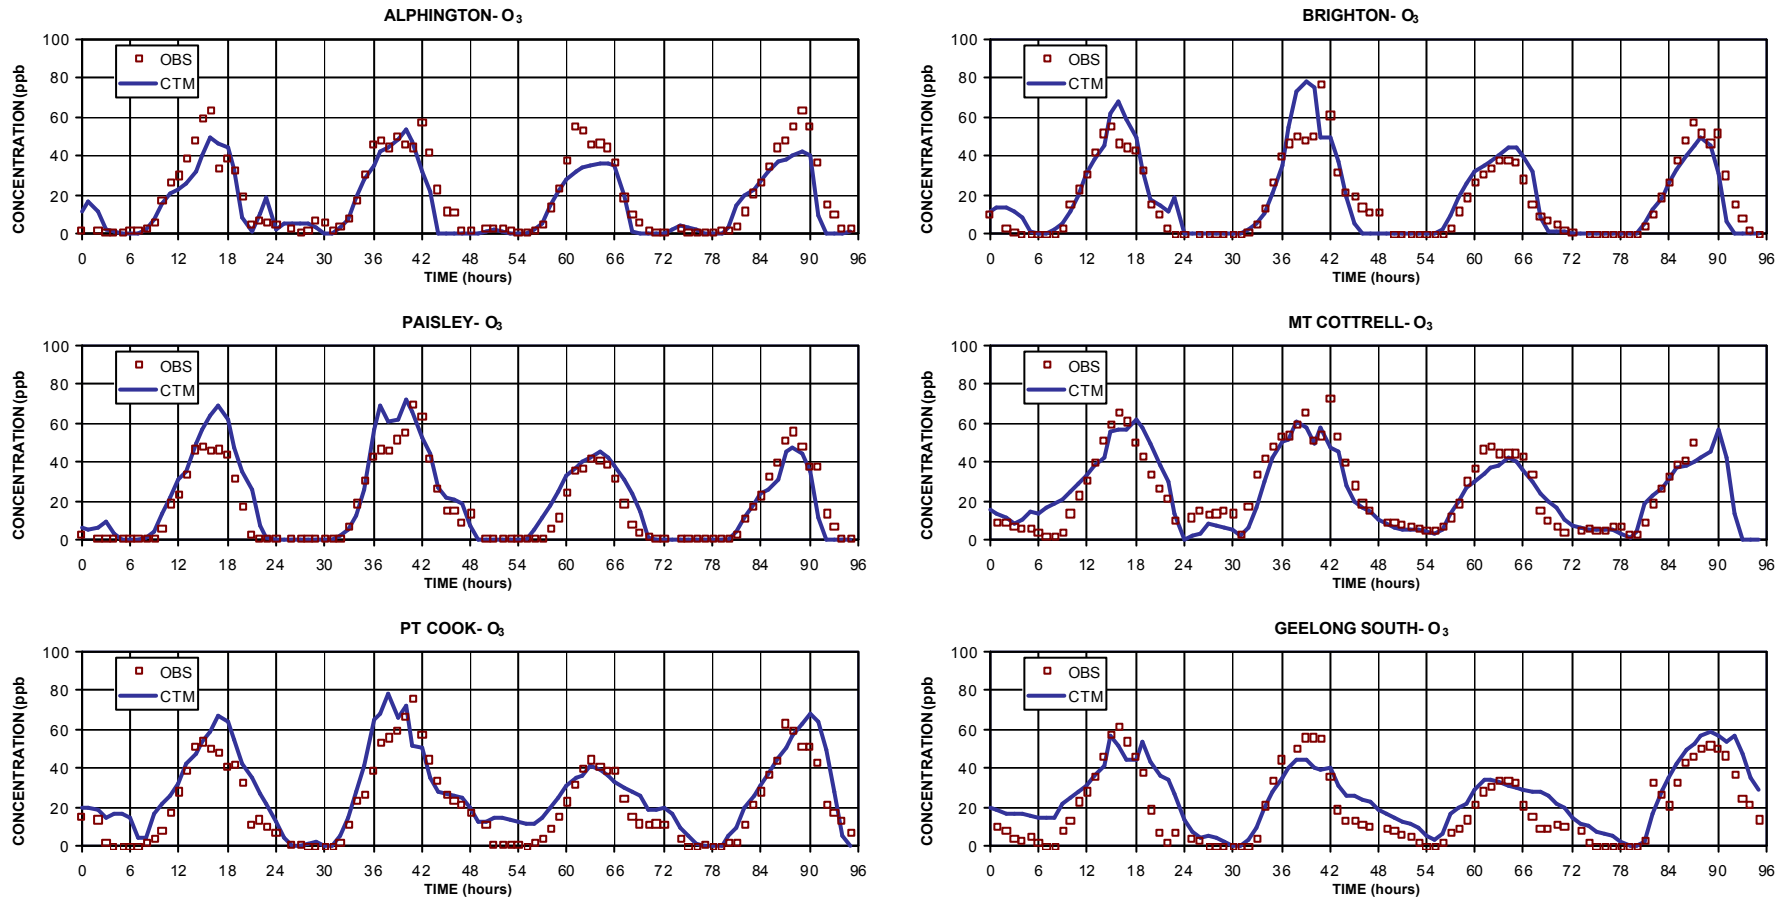 ALPHINGTON- O₃
CONCENTRATION (ppb
100
80
60
40
20
0
OBS
CTM
0 6 12 18 24 30 36 42 48 54 60 66 72 78 84 90 96
TIME (hours)
BRIGHTON- O₃
CONCENTRATION (ppb
100
80
60
40
20
0
OBS
CTM
0 6 12 18 24 30 36 42 48 54 60 66 72 78 84 90 96
TIME (hours)
PAISLEY- O₃
CONCENTRATION (ppb
100
80
60
40
20
0
OBS
CTM
0 6 12 18 24 30 36 42 48 54 60 66 72 78 84 90 96
TIME (hours)
MT COTTRELL- O₃
CONCENTRATION (ppb
100
80
60
40
20
0
OBS
CTM
0 6 12 18 24 30 36 42 48 54 60 66 72 78 84 90 96
TIME (hours)
PT COOK- O₃
CONCENTRATION (ppb
100
80
60
40
20
0
OBS
CTM
0 6 12 18 24 30 36 42 48 54 60 66 72 78 84 90 96
TIME (hours)
GEELONG SOUTH- O₃
CONCENTRATION (ppb
100
80
60
40
20
0
OBS
CTM
0 6 12 18 24 30 36 42 48 54 60 66 72 78 84 90 96
TIME (hours)